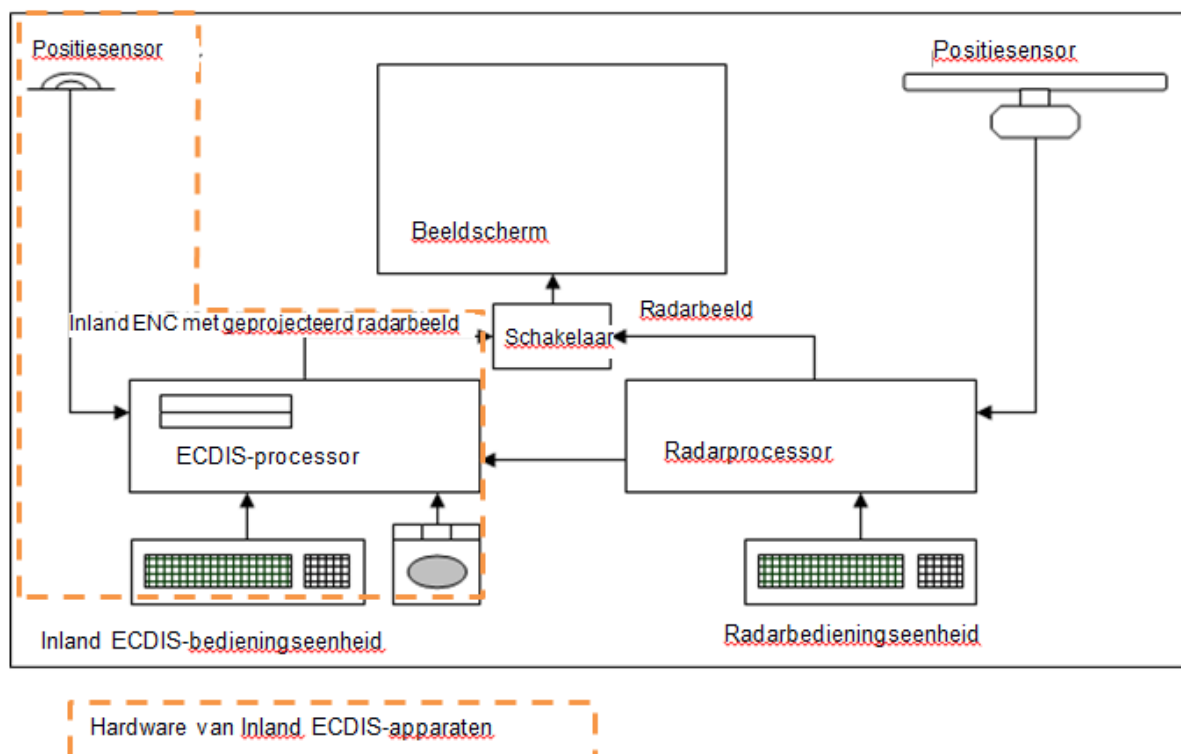 Positiesensor
Positiesensor
Beeldscherm
Inland ENC met geprojecteerd radarbeeld
Schakelaar
Radarbeeld
ECDIS-processor
Radarprocessor
Inland ECDIS-bedieningseenheid
Radarbedieningseenheid
Hardware van Inland ECDIS-apparaten